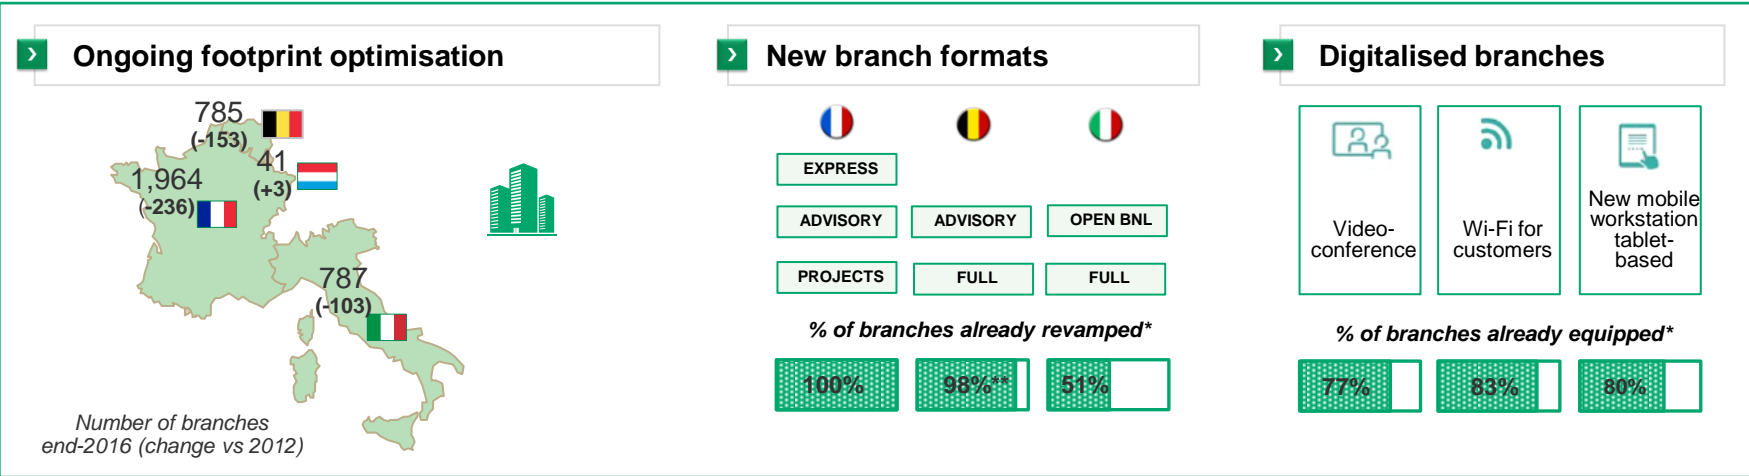 Ongoing footprint optimisation
785
(-153)
41
(+3)
1,964
(-236)
787
(-103)
Number of branches
end-2016 (change vs 2012)
New branch formats
EXPRESS
ADVISORY
ADVISORY
OPEN BNL
PROJECTS
FULL
FULL
% of branches already revamped*
100%
98%**
51%
Digitalised branches
Video-
conference
Wi-Fi for
customers
New mobile
workstation
tablet-
based
% of branches already equipped*
77%
83%
80%